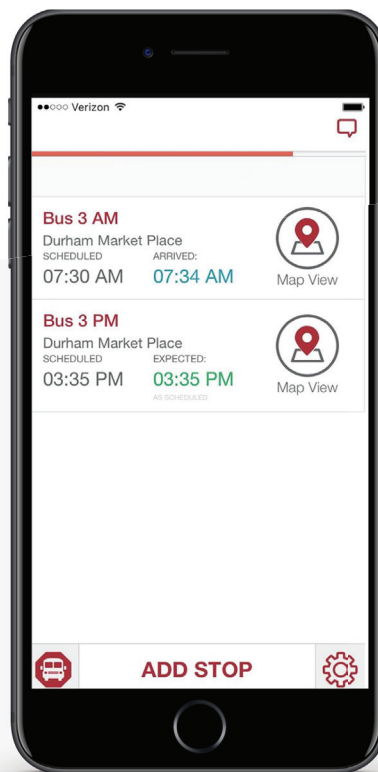 Verizon
Bus 3 AM
Durham Market Place
SCHEDULED ARRIVED:
07:30 AM 07:34 AM
Map View
Bus 3 PM
Durham Market Place
SCHEDULED EXPECTED:
03:35 PM 03:35 PM
AS SCHEDULED
Map View
ADD STOP